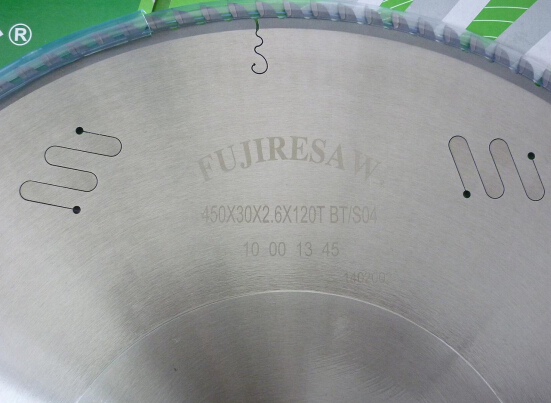 ®
FUJIRESAW.
450X30X2.6X120T BT/S04
10 00 13 45